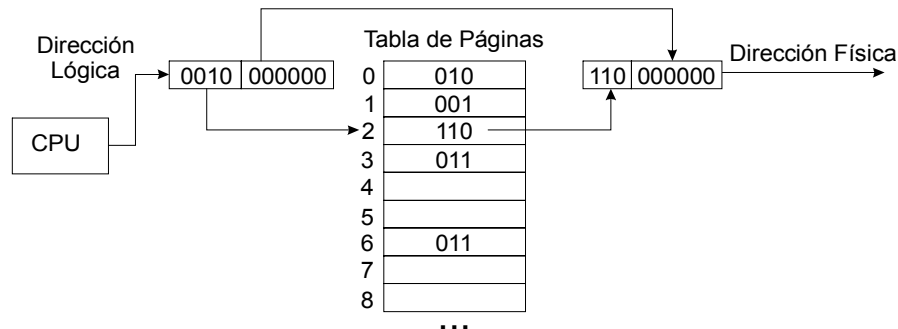 Dirección
Lógica
0010 000000
CPU
Tabla de Páginas
0 010
1 001
2 110
3 011
4
5
6 011
7
8
...
110 000000
Dirección Física